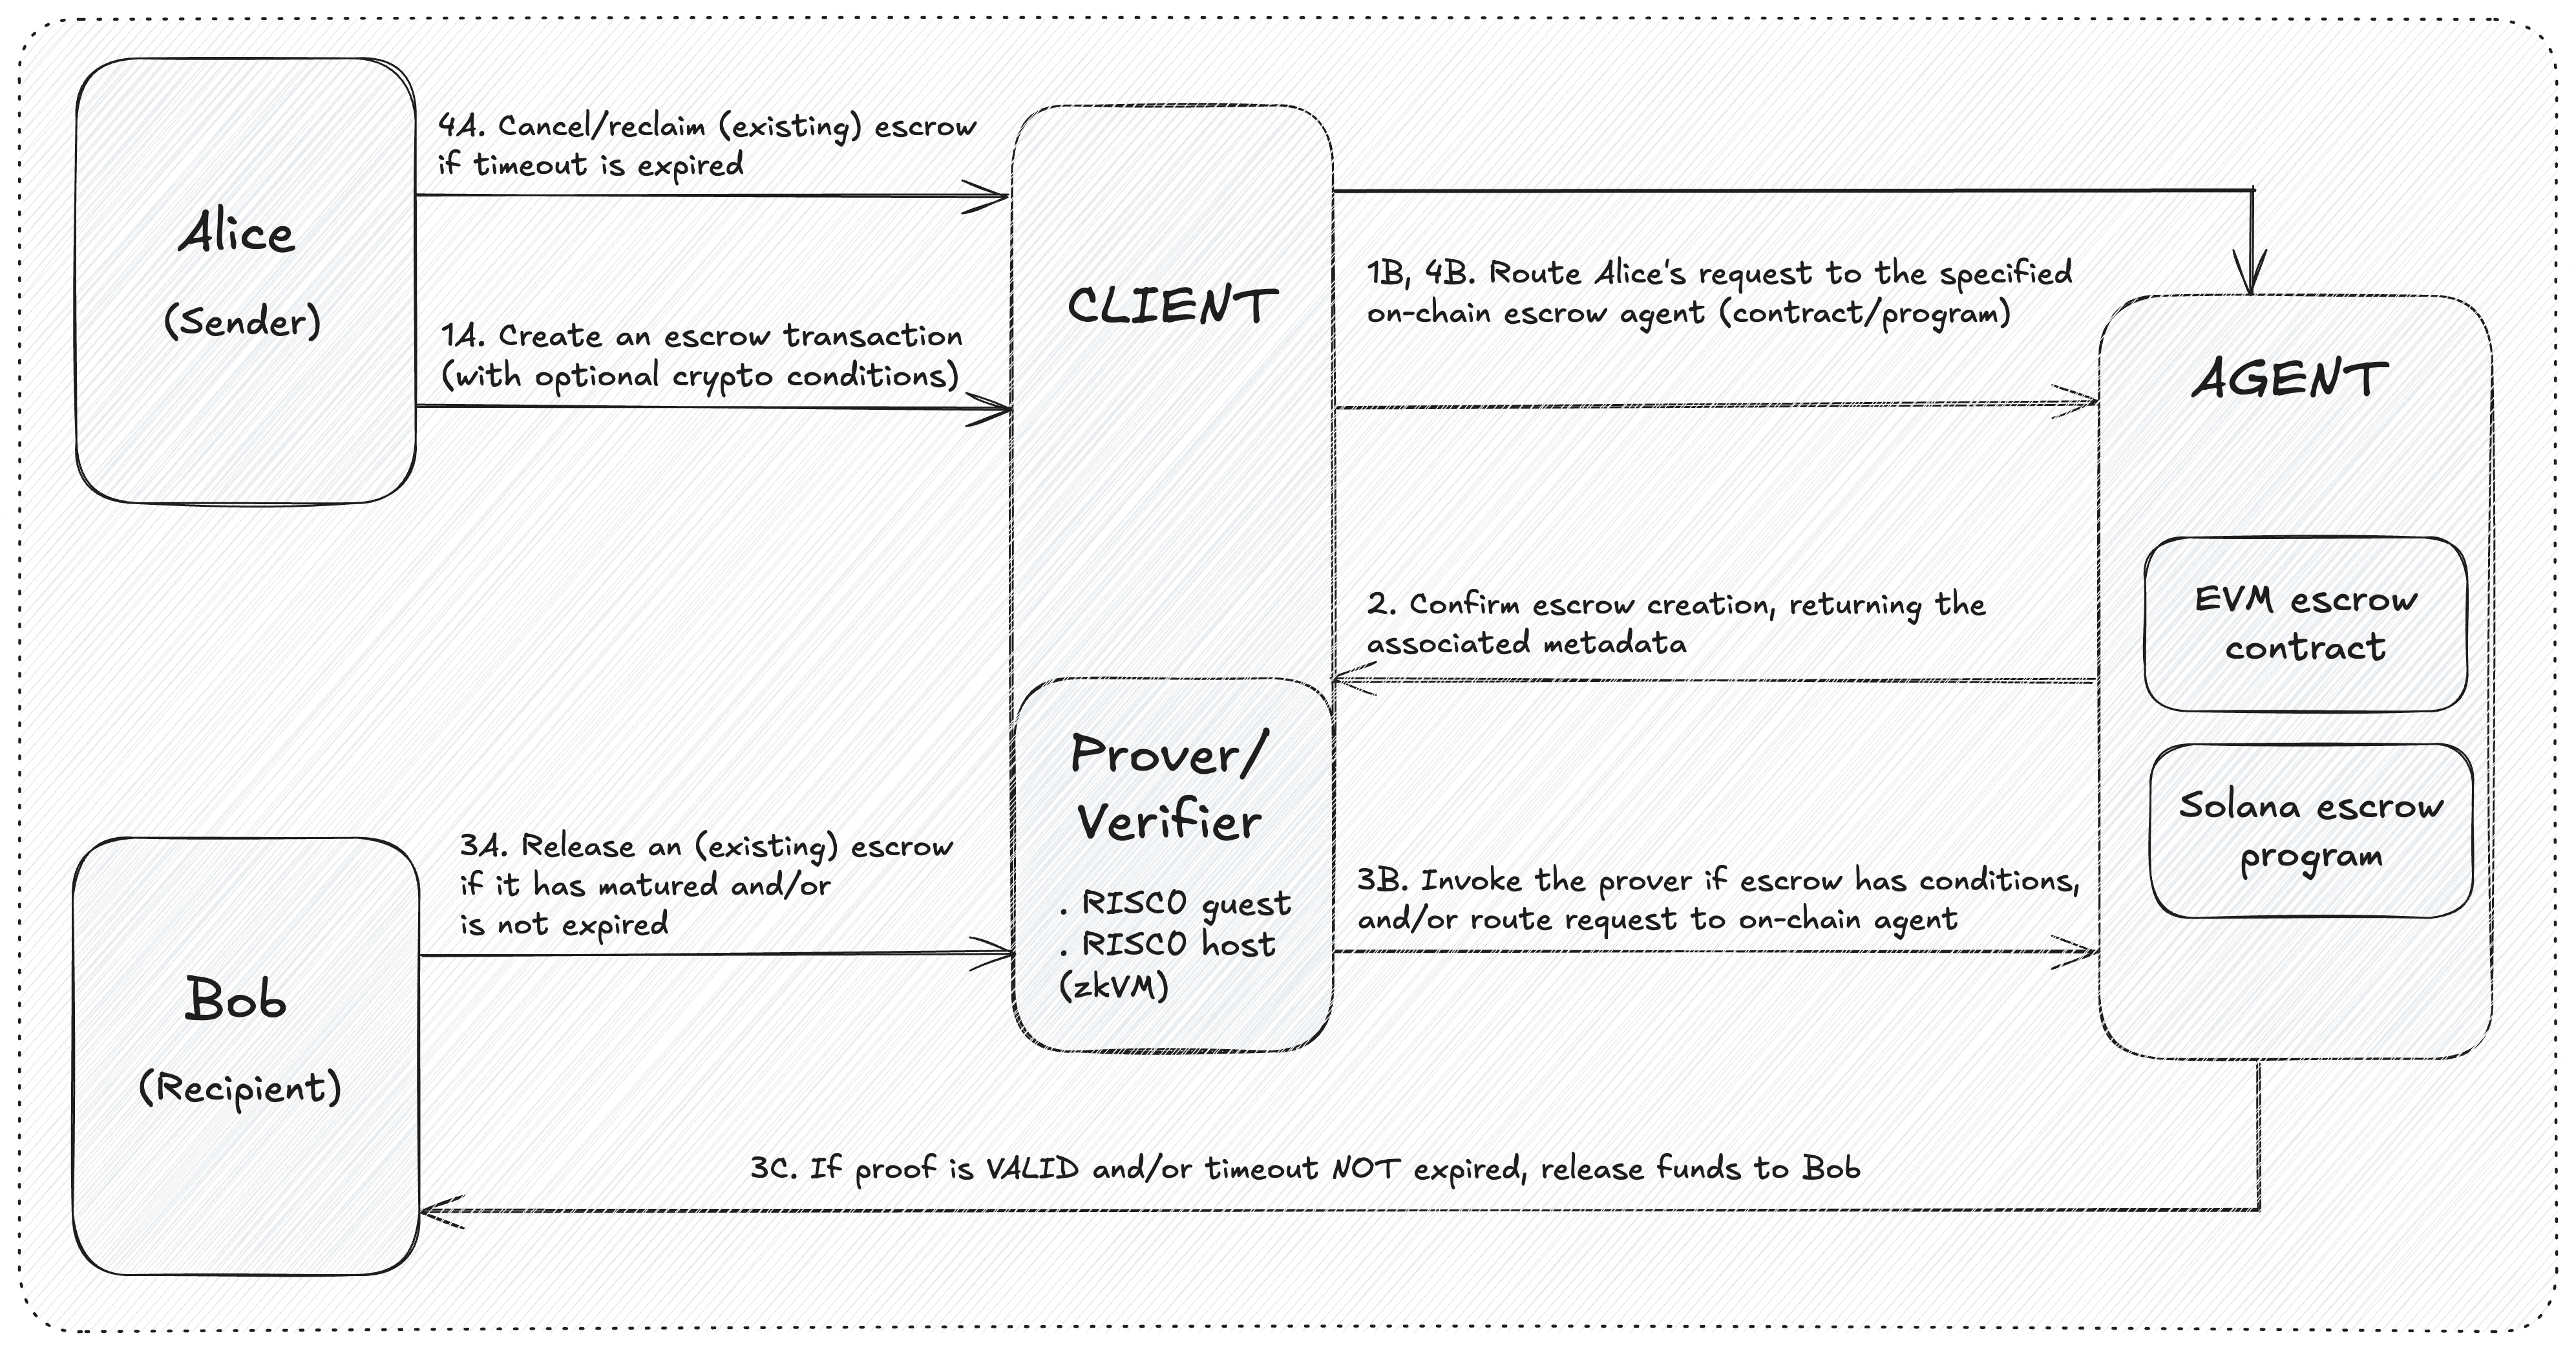 Alice
(Sender)
4A. Cancel/reclaim (existing) escrow
if timeout is expired
1A. Create an escrow transaction
(with optional crypto conditions)
CLIENT
1B, 4B. Route Alice's request to the specified
on-chain escrow agent (contract/program)
AGENT
2. Confirm escrow creation, returning the
associated metadata
EVM escrow
contract
Solana escrow
program
Prover/
Verifier
. RISC0 guest
. RISC0 host
(zkVM)
Bob
(Recipient)
3A. Release an (existing) escrow
if it has matured and/or
is not expired
3B. Invoke the prover if escrow has conditions,
and/or route request to on-chain agent
3C. If proof is VALID and/or timeout NOT expired, release funds to Bob